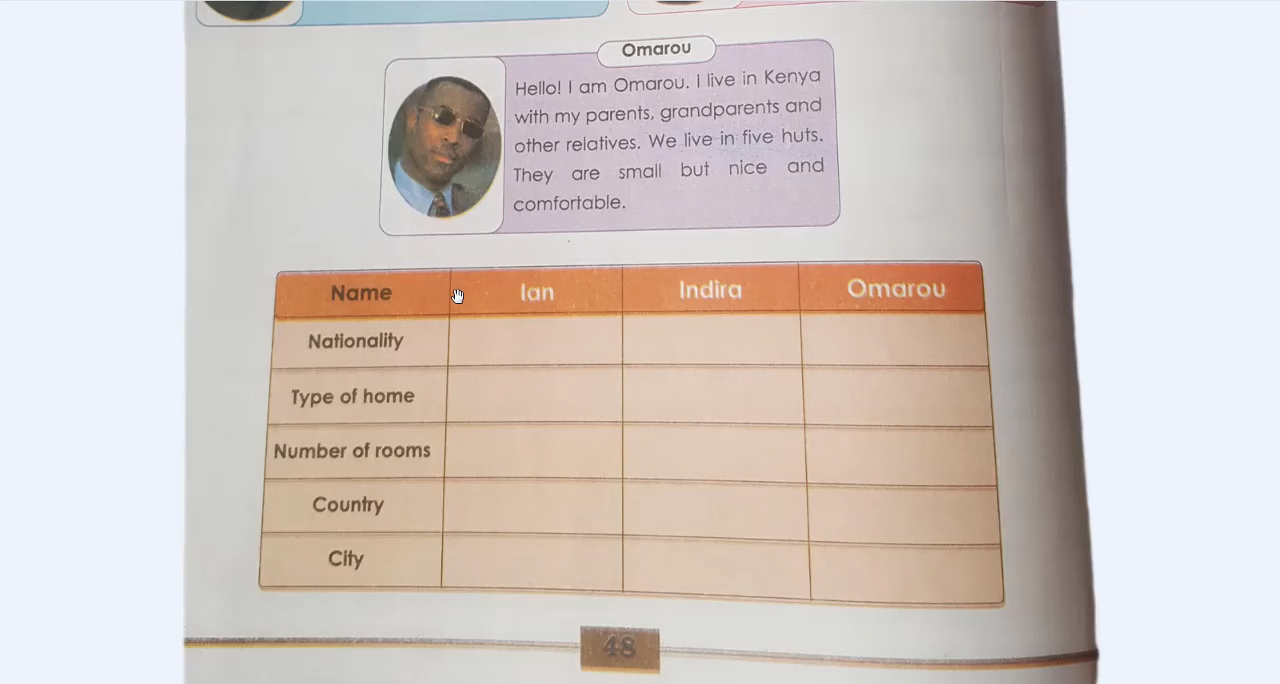 Omarou
Hello! I am Omarou. I live in Kenya
with my parents, grandparents and
other relatives. We live in five huts.
They are small but nice and
comfortable.
Name Ian Indira Omarou
Nationality
Type of home
Number of rooms
Country
City
48